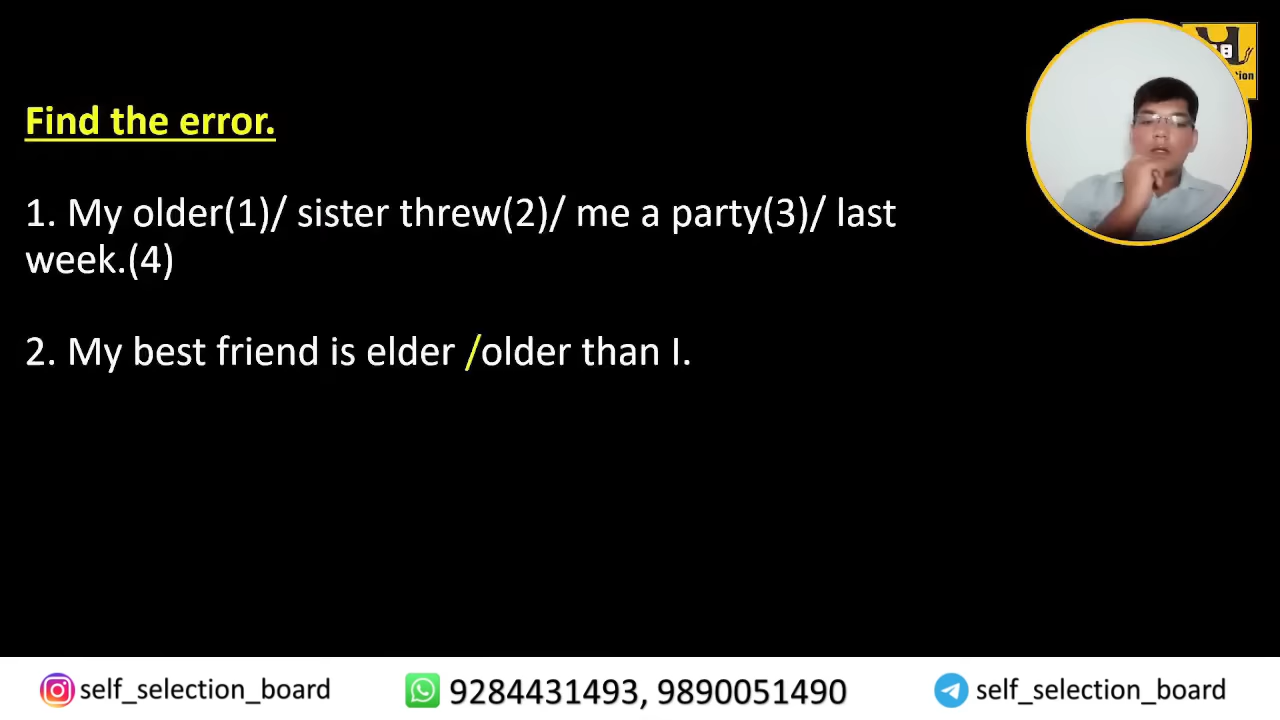 Find the error.
1. My older(1)/ sister threw(2)/ me a party(3)/ last
week.(4)
2. My best friend is elder /older than I.
self_selection_board
9284431493, 9890051490
self_selection_board